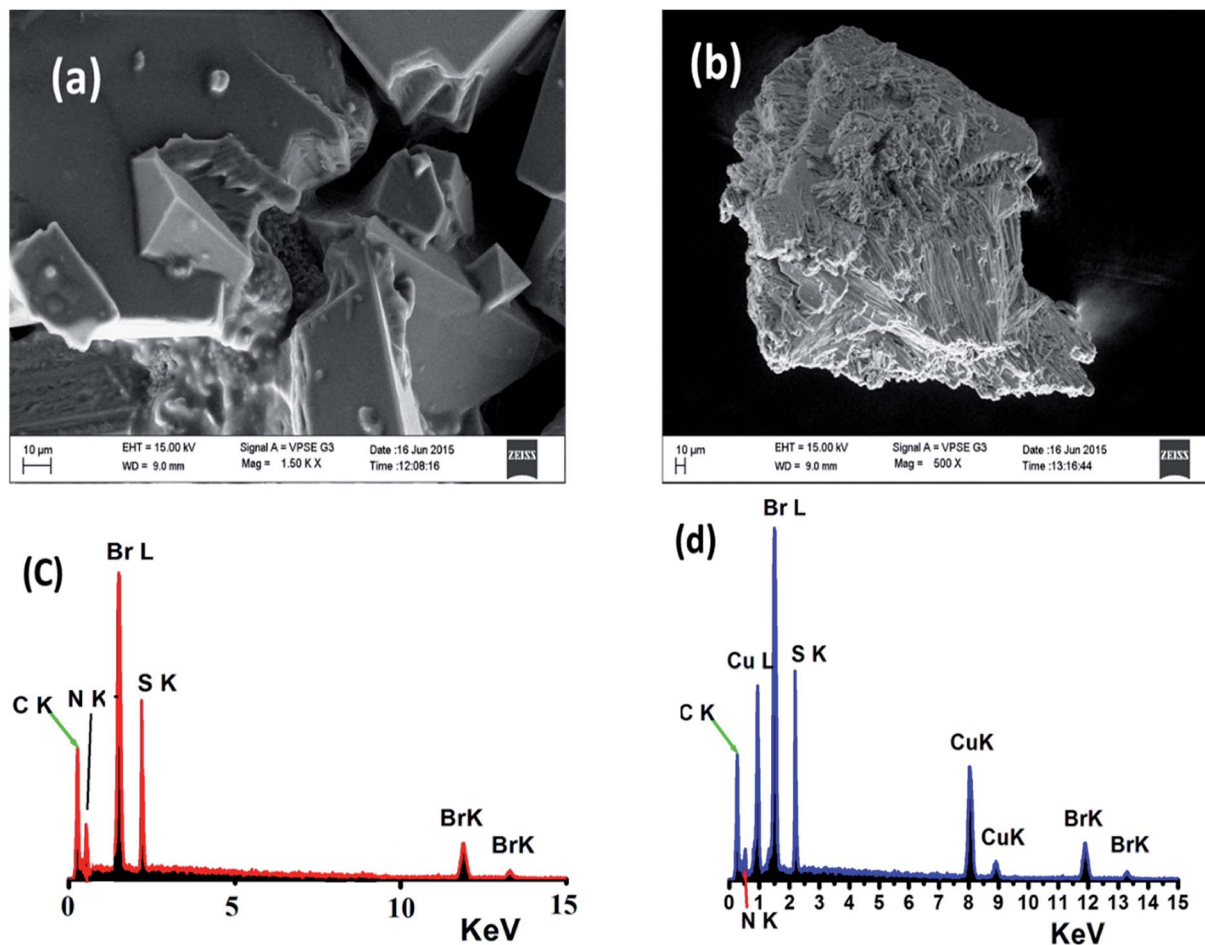 (a)
10 µm
EHT = 15.00 kV
WD = 9.0 mm
Signal A = VPSE G3
Mag = 1.50 K X
Date :16 Jun 2015
Time :12:08:16
ZEISS
(b)
10 µm
EHT = 15.00 kV
WD = 9.0 mm
Signal A = VPSE G3
Mag = 500 X
Date :16 Jun 2015
Time :13:16:44
ZEISS
(C)
Br L
C K
N K
S K
BrK
BrK
0 5 10 15
KeV
(d)
Br L
Cu L
S K
C K
CuK
CuK
BrK
BrK
0 1 2 3 4 5 6 7 8 9 10 11 12 13 14 15
N K
KeV